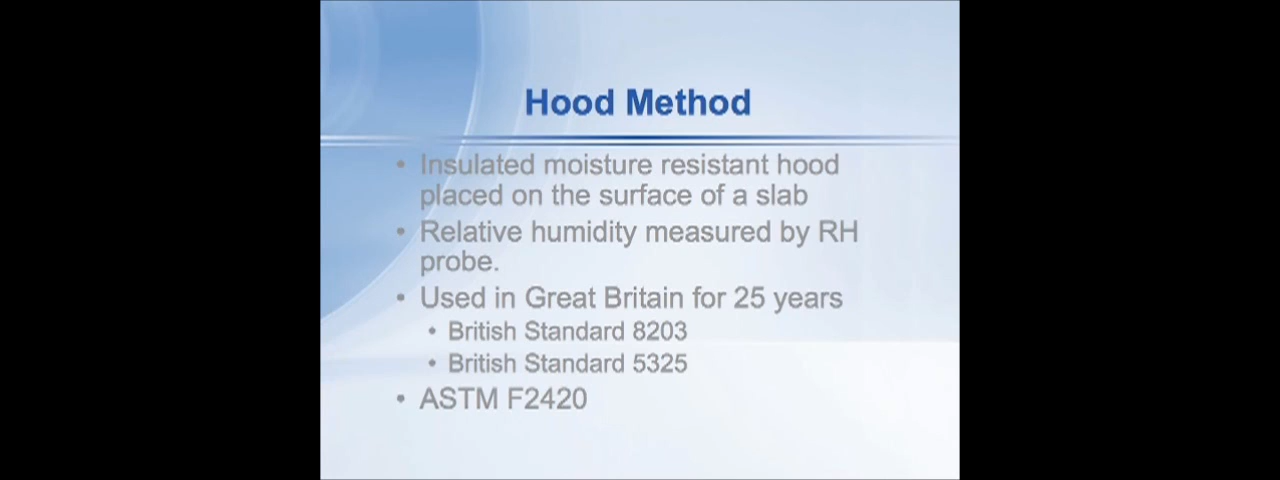 Hood Method
• Insulated moisture resistant hood
placed on the surface of a slab
• Relative humidity measured by RH
probe.
• Used in Great Britain for 25 years
• British Standard 8203
• British Standard 5325
• ASTM F2420